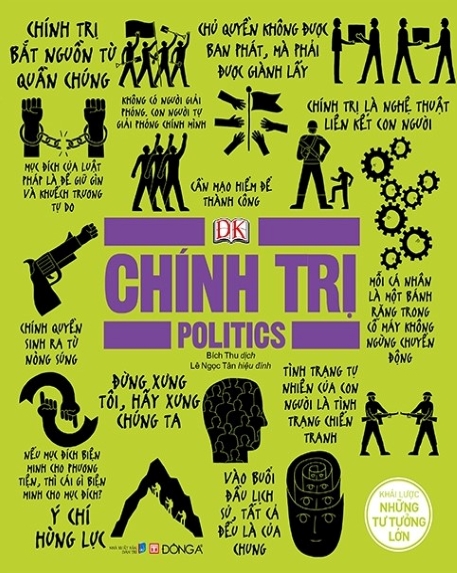 CHÍNH TRỊ
BẮT NGUỒN TỪ
QUẦN CHÚNG
CHỦ QUYỀN KHÔNG ĐƯỢC
BAN PHÁT, MÀ PHẢI
ĐƯỢC GIÀNH LẤY
KHÔNG CÓ NGƯỜI GIẢI
PHÓNG, CON NGƯỜI TỰ
GIẢI PHÓNG CHÍNH MÌNH
CHÍNH TRỊ LÀ NGHỆ THUẬT
LIÊN KẾT CON NGƯỜI
MỤC ĐÍCH CỦA LUẬT
PHÁP LÀ ĐỂ GIỮ GÌN
VÀ KHUẾCH TRƯƠNG
TỰ DO
CẦN MẠO HIỂM ĐỂ
THÀNH CÔNG
DK
CHÍNH TRỊ
POLITICS
Bích Thu dịch
Lê Ngọc Tân hiệu đính
MỖI CÁ NHÂN
LÀ MỘT BÁNH
RĂNG TRONG
CỖ MÁY KHÔNG
NGỪNG CHUYỂN
ĐỘNG
CHÍNH QUYỀN
SINH RA TỪ
NÒNG SÚNG
ĐỪNG XƯNG
TÔI, HÃY XƯNG
CHÚNG TA
TÌNH TRẠNG TỰ
NHIÊN CỦA CON
NGƯỜI LÀ TÌNH
TRẠNG CHIẾN
TRANH
NẾU MỤC ĐÍCH BIỆN
MINH CHO PHƯƠNG
TIỆN, THÌ CÁI GÌ BIỆN
MINH CHO MỤC ĐÍCH?
Ý CHÍ
HÙNG LỰC
VÀO BUỔI
ĐẦU LỊCH
SỬ, TẤT CẢ
ĐỀU LÀ CỦA
CHUNG
KHÁI LƯỢC
NHỮNG
TƯ TƯỞNG
LỚN
NHÀ XUẤT BẢN
DÂN TRÍ
ĐÔNG A